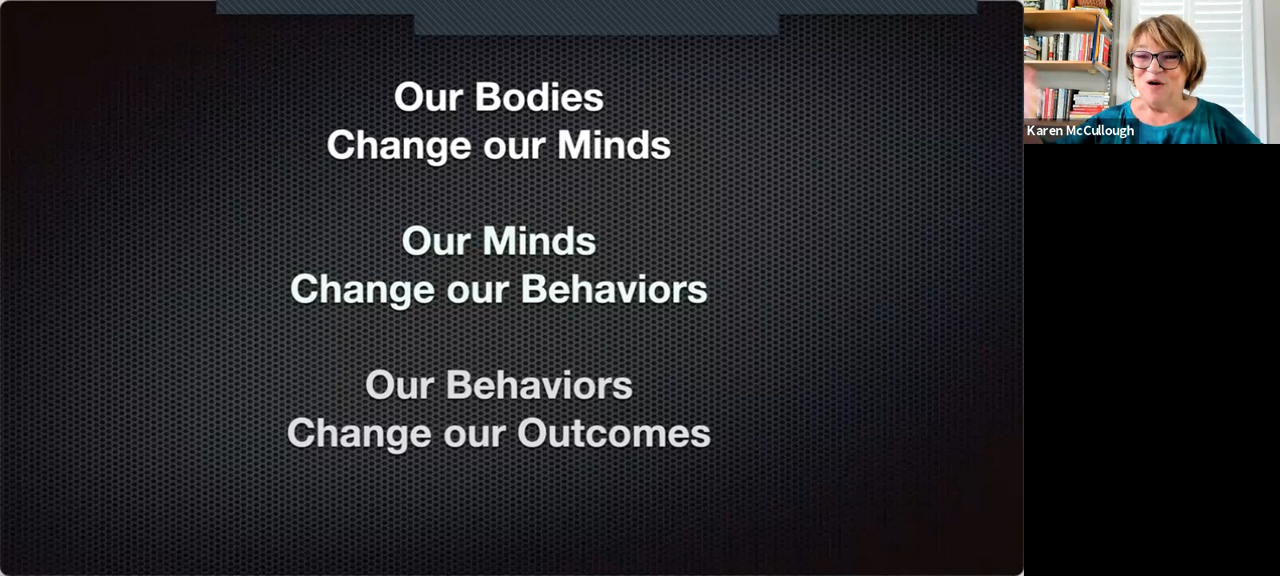 Our Bodies
Change our Minds
Our Minds
Change our Behaviors
Our Behaviors
Change our Outcomes
Karen McCullough